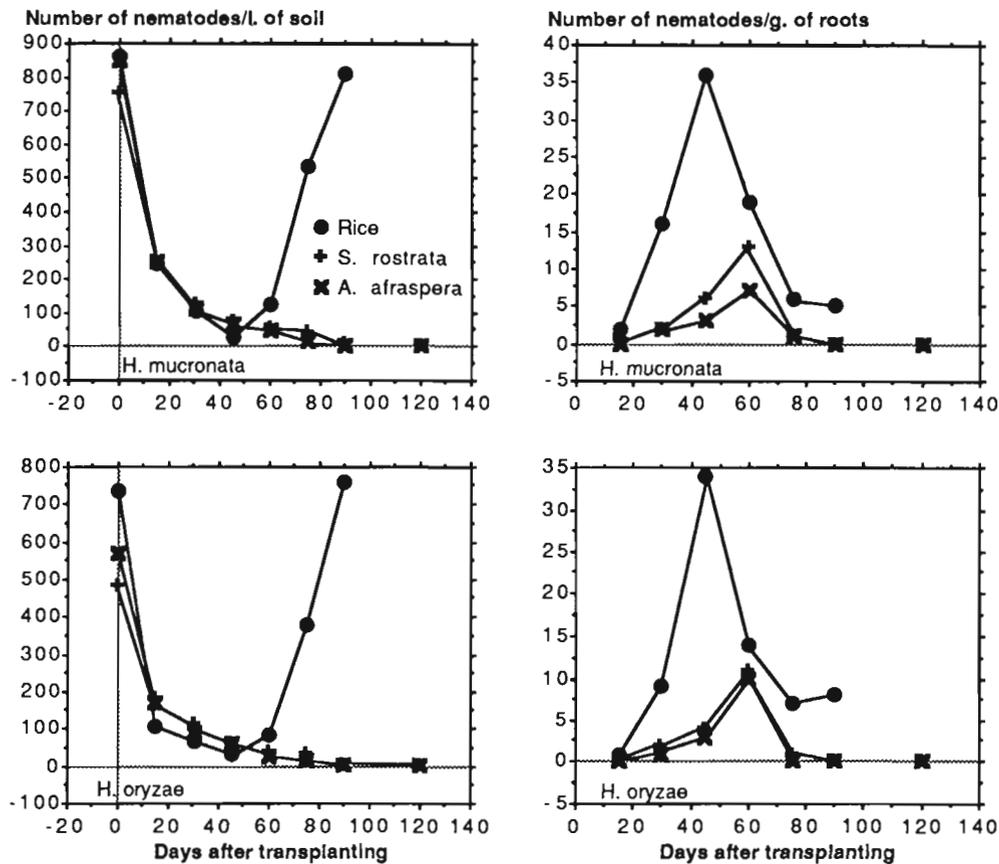 Number of nematodes/l. of soil
900
800
700
600
500
400
300
200
100
0
-100
Rice
S. rostrata
A. afraspera
H. mucronata
-20 0 20 40 60 80 100 120 140
Number of nematodes/g. of roots
40
35
30
25
20
15
10
5
0
-5
H. mucronata
0 20 40 60 80 100 120 140
800
700
600
500
400
300
200
100
0
-100
H. oryzae
-20 0 20 40 60 80 100 120 140
Days after transplanting
35
30
25
20
15
10
5
0
-5
H. oryzae
0 20 40 60 80 100 120 140
Days after transplanting